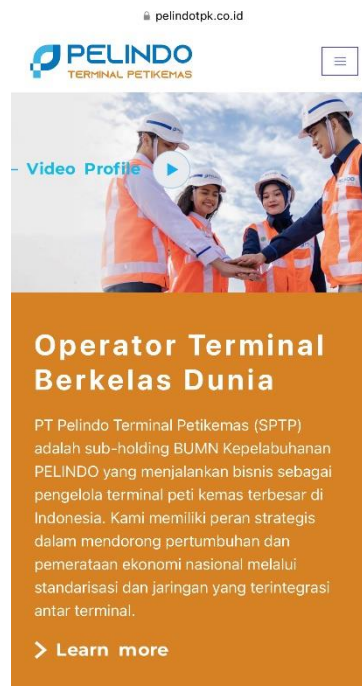 pelindotpk.co.id
PELINDO
TERMINAL PETIKEMAS
– Video Profile
Operator Terminal
Berkelas Dunia
PT Pelindo Terminal Petikemas (SPTP)
adalah sub-holding BUMN Kepelabuhanan
PELINDO yang menjalankan bisnis sebagai
pengelola terminal peti kemas terbesar di
Indonesia. Kami memiliki peran strategis
dalam mendorong pertumbuhan dan
pemerataan ekonomi nasional melalui
standarisasi dan jaringan yang terintegrasi
antar terminal.
Learn more